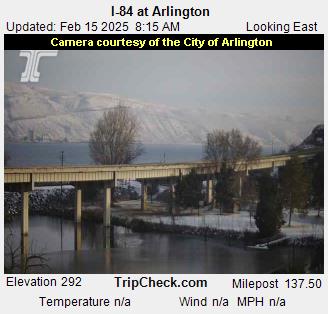 I-84 at Arlington
Updated: Feb 15 2025 8:15 AM Looking East
Camera courtesy of the City of Arlington
Elevation 292 TripCheck.com Milepost 137.50
Temperature n/a Wind n/a MPH n/a